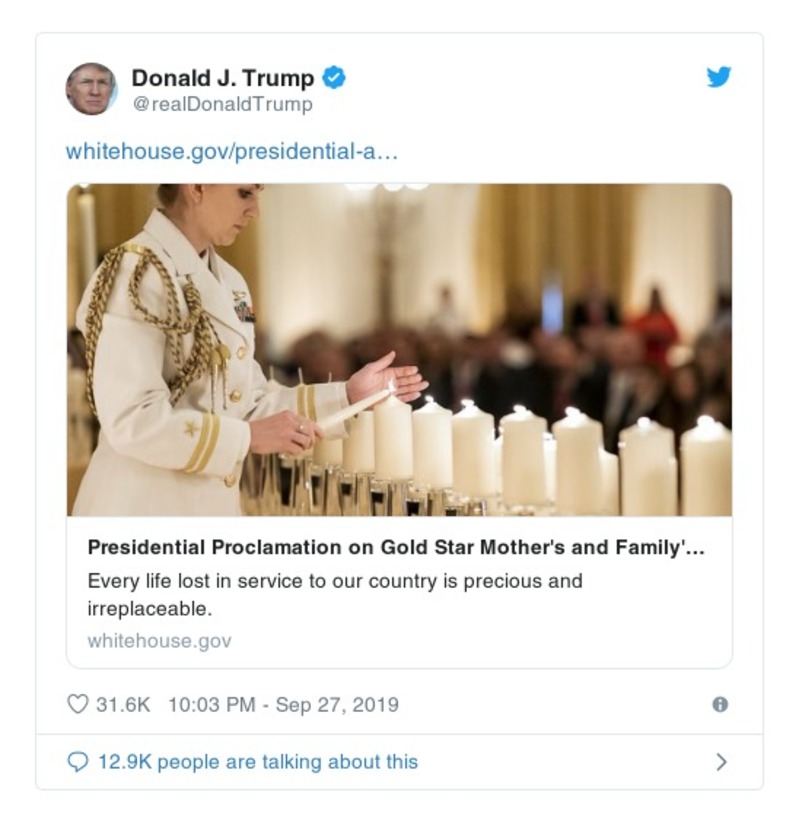 Donald J. Trump
@realDonaldTrump
whitehouse.gov/presidential-a…
Presidential Proclamation on Gold Star Mother's and Family'...
Every life lost in service to our country is precious and
irreplaceable.
whitehouse.gov
31.6K 10:03 PM - Sep 27, 2019
12.9K people are talking about this